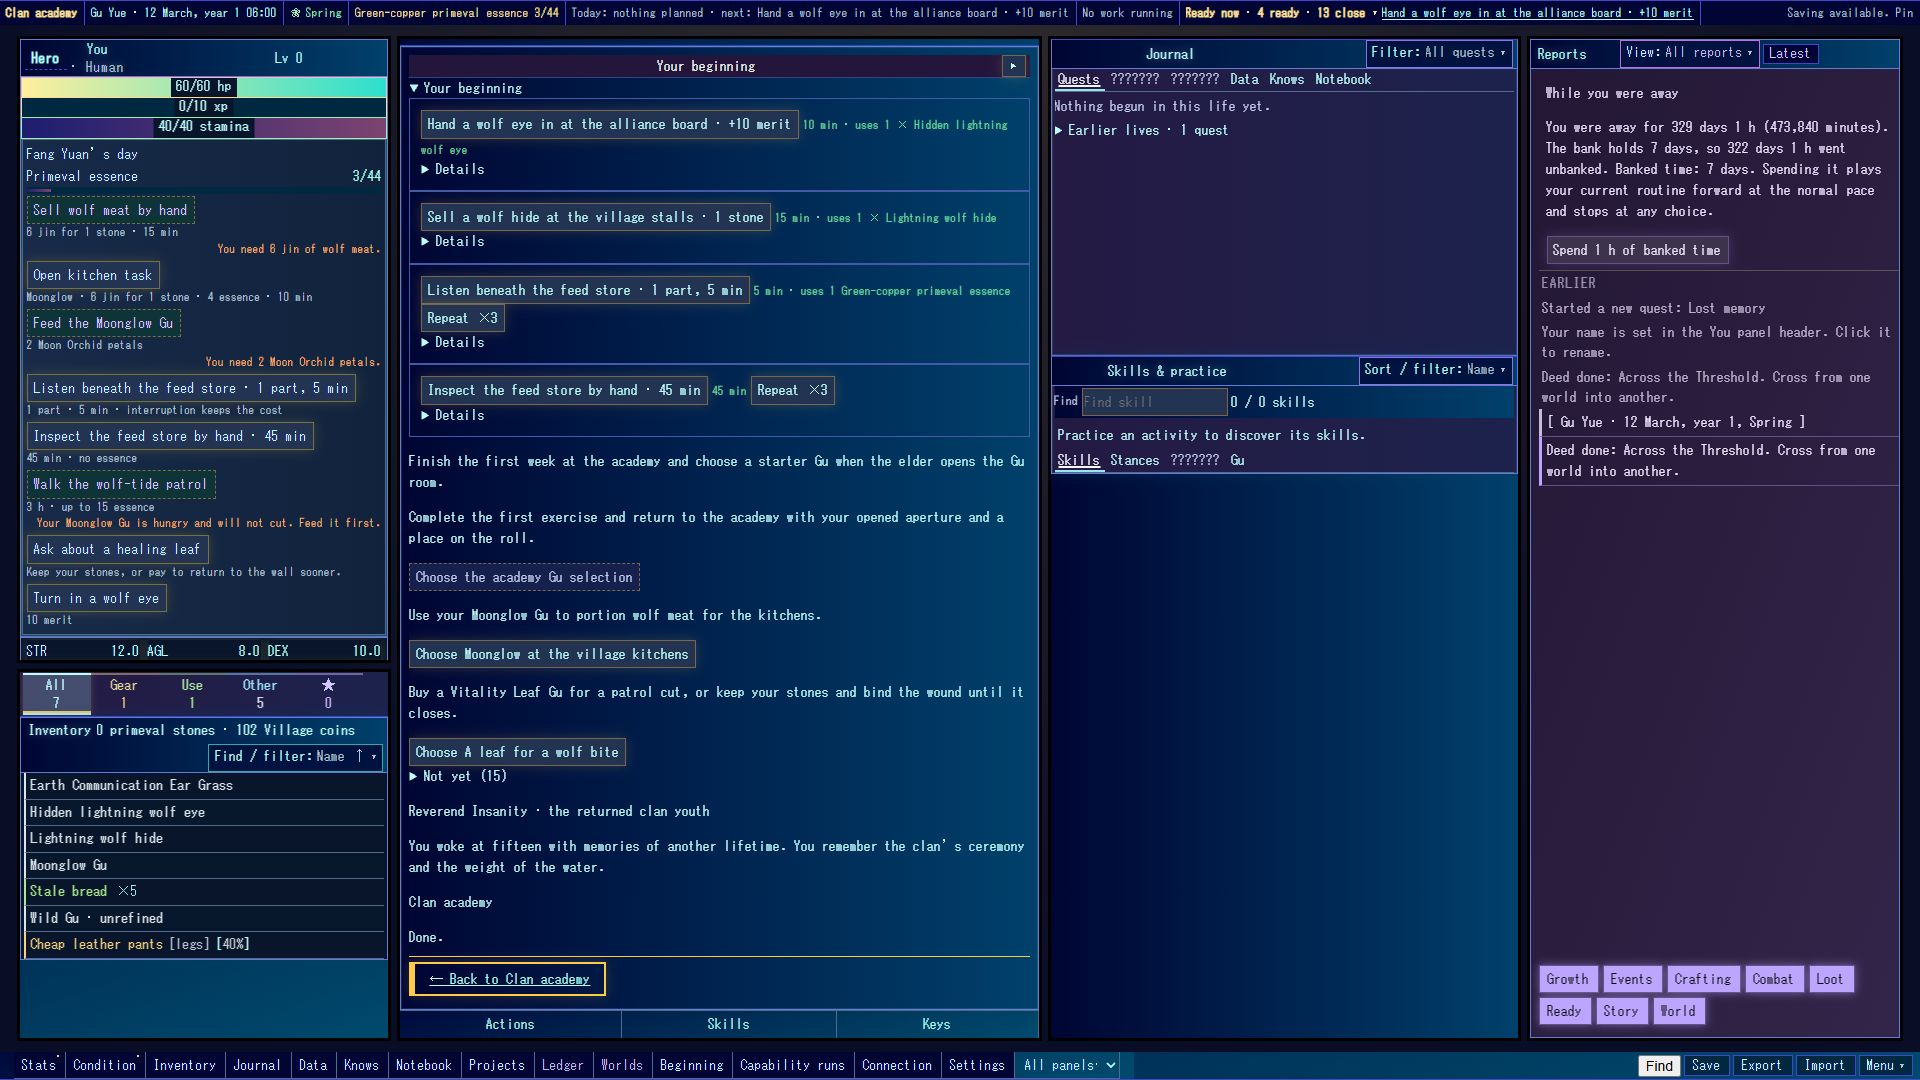 Clan academy
Gu Yue · 12 March, year 1 06:00
❀ Spring
Green-copper primeval essence 3/44
Today: nothing planned · next: Hand a wolf eye in at the alliance board · +10 merit
No work running
Ready now · 4 ready · 13 close ▾ Hand a wolf eye in at the alliance board · +10 merit
Saving available. Pin
Hero · You
Human
Lv 0
60/60 hp
0/10 xp
40/40 stamina
Fang Yuan's day
Primeval essence 3/44
Sell wolf meat by hand
6 jin for 1 stone · 15 min
You need 6 jin of wolf meat.
Open kitchen task
Moonglow · 6 jin for 1 stone · 4 essence · 10 min
Feed the Moonglow Gu
2 Moon Orchid petals
You need 2 Moon Orchid petals.
Listen beneath the feed store · 1 part, 5 min
1 part · 5 min · interruption keeps the cost
Inspect the feed store by hand · 45 min
45 min · no essence
Walk the wolf-tide patrol
3 h · up to 15 essence
Your Moonglow Gu is hungry and will not cut. Feed it first.
Ask about a healing leaf
Keep your stones, or pay to return to the wall sooner.
Turn in a wolf eye
10 merit
STR 12.0 AGL 8.0 DEX 10.0
All Gear Use Other ★
7 1 1 5 0
Inventory 0 primeval stones · 102 Village coins
Find / filter: Name ↑ ▾
Earth Communication Ear Grass
Hidden lightning wolf eye
Lightning wolf hide
Moonglow Gu
Stale bread ×5
Wild Gu · unrefined
Cheap leather pants [legs] [40%]
Your beginning
▸
▼ Your beginning
Hand a wolf eye in at the alliance board · +10 merit 10 min · uses 1 × Hidden lightning
wolf eye
▶ Details
Sell a wolf hide at the village stalls · 1 stone 15 min · uses 1 × Lightning wolf hide
▶ Details
Listen beneath the feed store · 1 part, 5 min 5 min · uses 1 Green-copper primeval essence
Repeat ×3
▶ Details
Inspect the feed store by hand · 45 min 45 min Repeat ×3
▶ Details
Finish the first week at the academy and choose a starter Gu when the elder opens the Gu
room.
Complete the first exercise and return to the academy with your opened aperture and a
place on the roll.
Choose the academy Gu selection
Use your Moonglow Gu to portion wolf meat for the kitchens.
Choose Moonglow at the village kitchens
Buy a Vitality Leaf Gu for a patrol cut, or keep your stones and bind the wound until it
closes.
Choose A leaf for a wolf bite
▶ Not yet (15)
Reverend Insanity · the returned clan youth
You woke at fifteen with memories of another lifetime. You remember the clan's ceremony
and the weight of the water.
Clan academy
Done.
← Back to Clan academy
Actions Skills Keys
Journal
Filter: All quests ▾
Quests ??????? ??????? Data Knows Notebook
Nothing begun in this life yet.
▶ Earlier lives · 1 quest
Skills & practice
Sort / filter: Name ▾
Find Find skill 0 / 0 skills
Practice an activity to discover its skills.
Skills Stances ??????? Gu
Reports
View: All reports ▾
Latest
While you were away
You were away for 329 days 1 h (473,840 minutes).
The bank holds 7 days, so 322 days 1 h went
unbanked. Banked time: 7 days. Spending it plays
your current routine forward at the normal pace
and stops at any choice.
Spend 1 h of banked time
EARLIER
Started a new quest: Lost memory
Your name is set in the You panel header. Click it
to rename.
Deed done: Across the Threshold. Cross from one
world into another.
[ Gu Yue · 12 March, year 1, Spring ]
Deed done: Across the Threshold. Cross from one
world into another.
Growth Events Crafting Combat Loot
Ready Story World
Stats Condition Inventory Journal Data Knows Notebook Projects Ledger Worlds Beginning Capability runs Connection Settings All panels
Find Save Export Import Menu ▾